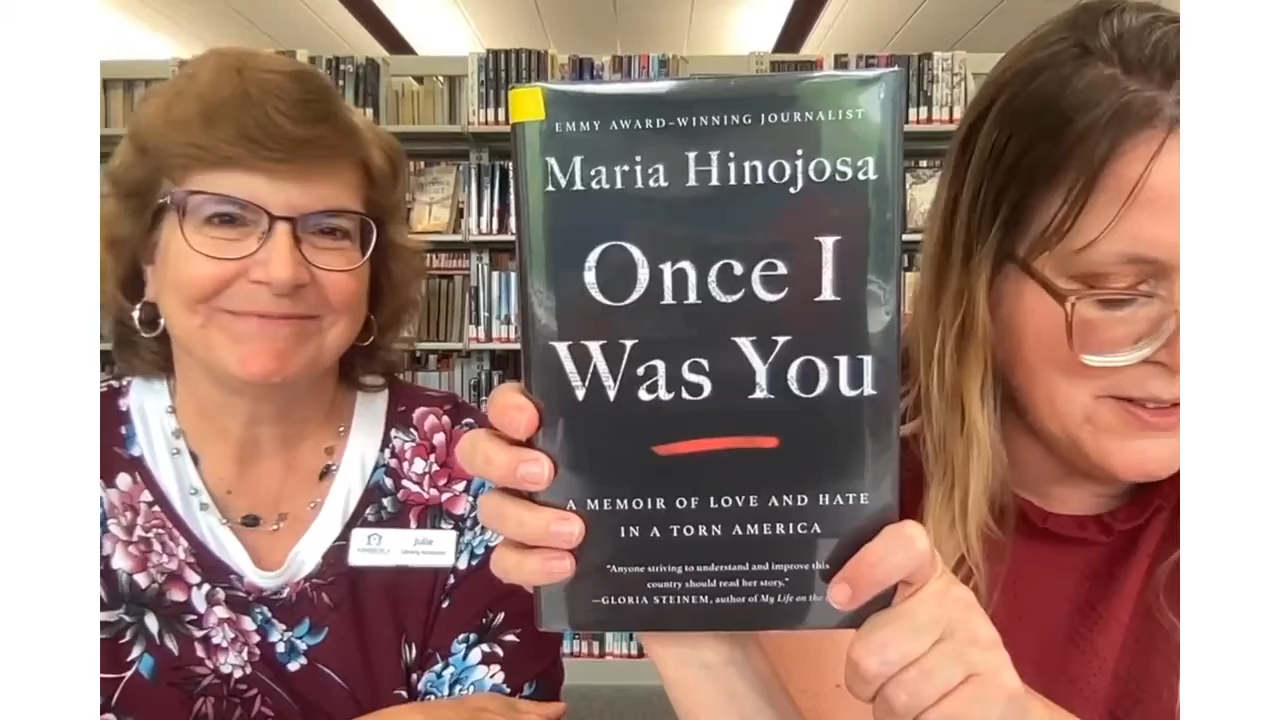 EMMY AWARD–WINNING JOURNALIST
Maria Hinojosa
Once I
Was You
A MEMOIR OF LOVE AND HATE
IN A TORN AMERICA
"Anyone striving to understand and improve this
country should read her story."
—GLORIA STEINEM, author of My Life on the
Julie
Library Assistant